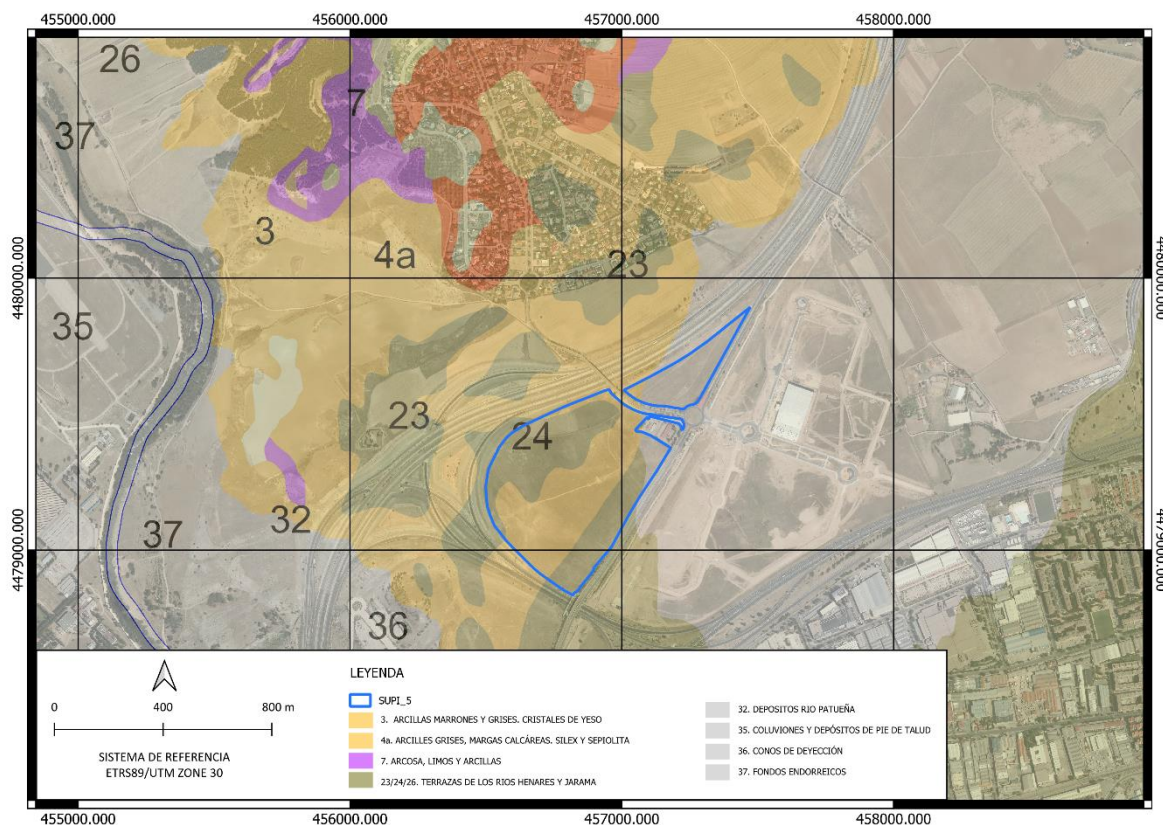 455000.000 456000.000 457000.000 458000.000
26
37
7
3
4a
23
4480000.000 4480000.000
35
23
24
32
37
4479000.000 4479000.000
36
LEYENDA
SUPI_5
3. ARCILLAS MARRONES Y GRISES. CRISTALES DE YESO
4a. ARCILLES GRISES, MARGAS CALCÁREAS. SILEX Y SEPIOLITA
7. ARCOSA, LIMOS Y ARCILLAS
23/24/26. TERRAZAS DE LOS RIOS HENARES Y JARAMA
32. DEPOSITOS RIO PATUEÑA
35. COLUVIONES Y DEPÓSITOS DE PIE DE TALUD
36. CONOS DE DEYECCIÓN
37. FONDOS ENDORREICOS
0 400 800 m
SISTEMA DE REFERENCIA
ETRS89/UTM ZONE 30
455000.000 456000.000 457000.000 458000.000